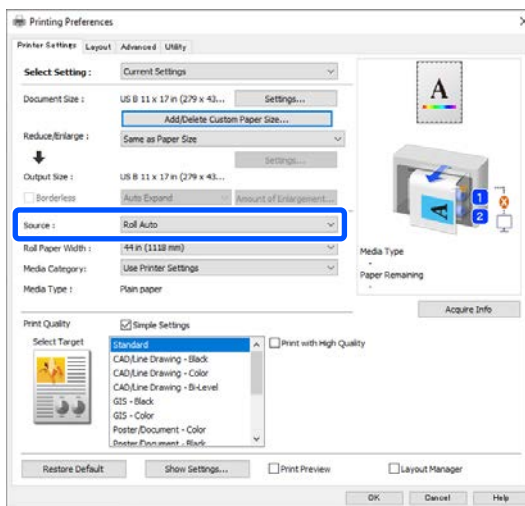 Printing Preferences
Printer Settings Layout Advanced Utility
Select Setting : Current Settings
Document Size : US B 11 x 17 in (279 x 43... Settings...
Add/Delete Custom Paper Size...
Reduce/Enlarge : Same as Paper Size
Settings...
Output Size : US B 11 x 17 in (279 x 43...
Borderless Auto Expand Amount of Enlargement...
Source : Roll Auto
Roll Paper Width : 44 in (1118 mm)
Media Category: Use Printer Settings
Media Type : Plain paper
A
A
1
2
Media Type
-
Paper Remaining
-
Acquire Info
Print Quality Simple Settings
Select Target
Standard
CAD/Line Drawing - Black
CAD/Line Drawing - Color
CAD/Line Drawing - Bi-Level
GIS - Black
GIS - Color
Poster/Document - Color
Poster/Document - Black
Print with High Quality
Restore Default Show Settings... Print Preview Layout Manager
OK Cancel Help